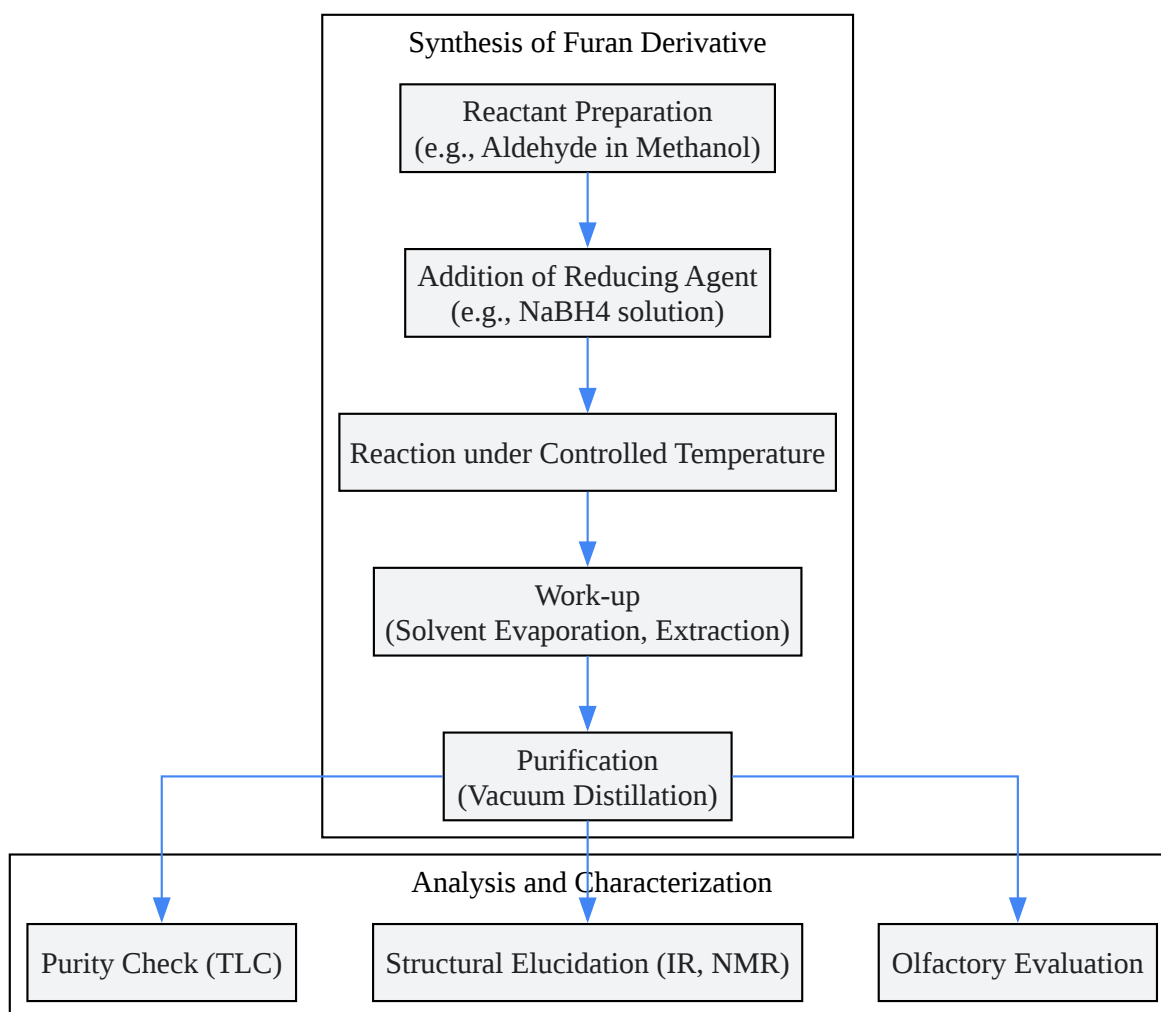 Synthesis of Furan Derivative
Reactant Preparation
(e.g., Aldehyde in Methanol)
Addition of Reducing Agent
(e.g., NaBH4 solution)
Reaction under Controlled Temperature
Work-up
(Solvent Evaporation, Extraction)
Purification
(Vacuum Distillation)
Analysis and Characterization
Purity Check (TLC)
Structural Elucidation (IR, NMR)
Olfactory Evaluation